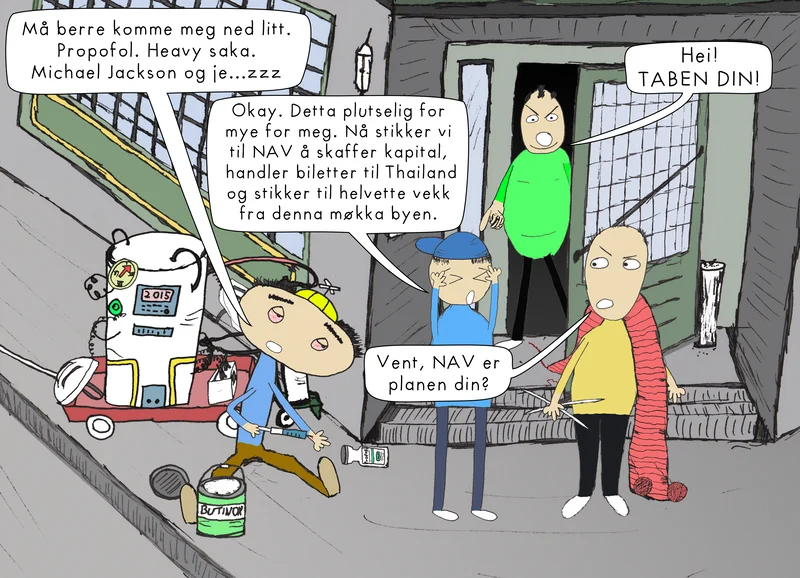 Må berre komme meg ned litt.
Propofol. Heavy saka.
Michael Jackson og je...zzz
Okay. Detta plutselig for
mye for meg. Nå stikker vi
til NAV å skaffer kapital,
handler biletter til Thailand
og stikker til helvette vekk
fra denna møkka byen.
Hei!
TABEN DIN!
Vent, NAV er
planen din?
2015
BUTINOX